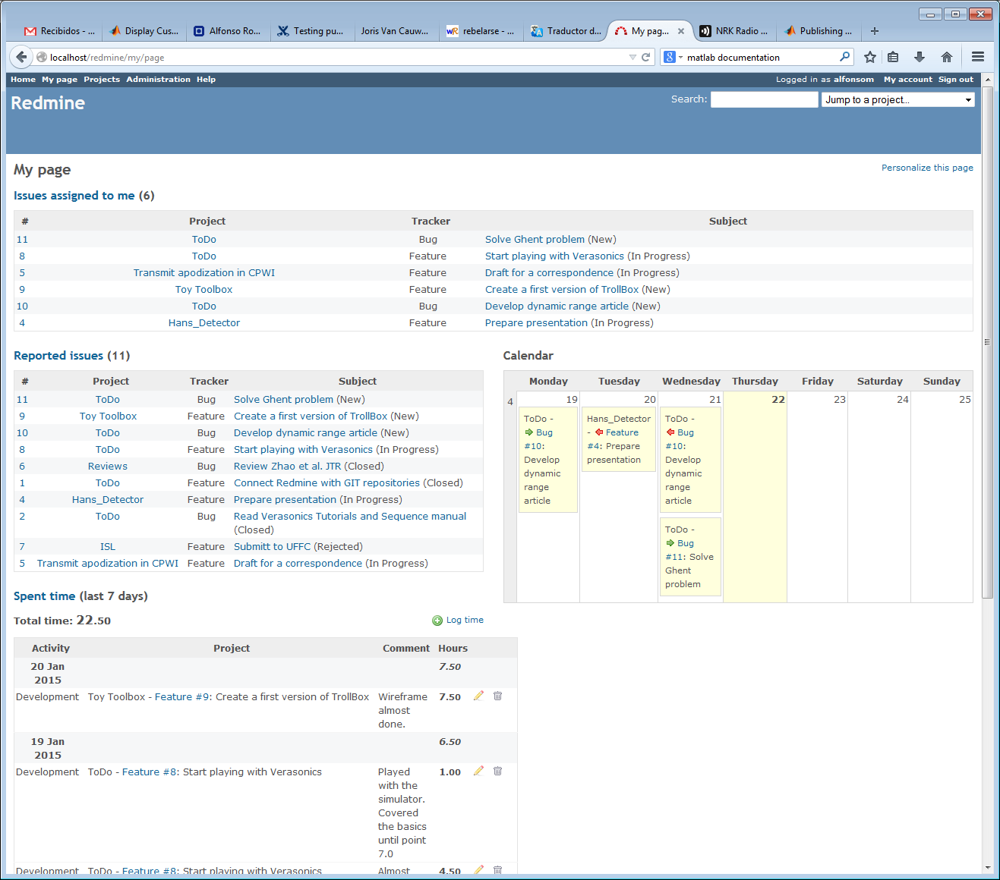 Recibidos - ... Display Cus... Alfonso Ro... Testing pu... Joris Van Cauw... rebelarse - ... Traductor d... My pag... NRK Radio ... Publishing ...
localhost/redmine/my/page matlab documentation
Home My page Projects Administration Help Logged in as alfonsom My account Sign out
Redmine Search: Jump to a project...
My page Personalize this page
Issues assigned to me (6)
# Project Tracker Subject
11 ToDo Bug Solve Ghent problem (New)
8 ToDo Feature Start playing with Verasonics (In Progress)
5 Transmit apodization in CPWI Feature Draft for a correspondence (In Progress)
9 Toy Toolbox Feature Create a first version of TrollBox (New)
10 ToDo Bug Develop dynamic range article (New)
4 Hans_Detector Feature Prepare presentation (In Progress)
Reported issues (11)
# Project Tracker Subject
11 ToDo Bug Solve Ghent problem (New)
9 Toy Toolbox Feature Create a first version of TrollBox (New)
10 ToDo Bug Develop dynamic range article (New)
8 ToDo Feature Start playing with Verasonics (In Progress)
6 Reviews Bug Review Zhao et al. JTR (Closed)
1 ToDo Feature Connect Redmine with GIT repositories (Closed)
4 Hans_Detector Feature Prepare presentation (In Progress)
2 ToDo Bug Read Verasonics Tutorials and Sequence manual
(Closed)
7 ISL Feature Submitt to UFFC (Rejected)
5 Transmit apodization in CPWI Feature Draft for a correspondence (In Progress)
Calendar
Monday Tuesday Wednesday Thursday Friday Saturday Sunday
4 19 20 21 22 23 24 25
ToDo -
Bug
#10:
Develop
dynamic
range
article
Hans_Detector
- Feature
#4: Prepare
presentation
ToDo -
Bug
#10:
Develop
dynamic
range
article
ToDo -
Bug
#11: Solve
Ghent
problem
Spent time (last 7 days)
Total time: 22.50 Log time
Activity Project Comment Hours
20 Jan
2015 7.50
Development Toy Toolbox - Feature #9: Create a first version of TrollBox Wireframe 7.50
almost
done.
19 Jan
2015 6.50
Development ToDo - Feature #8: Start playing with Verasonics Played 1.00
with the
simulator.
Covered
the basics
until point
7.0
Development ToDo - Feature #8: Start playing with Verasonics Almost 4.50